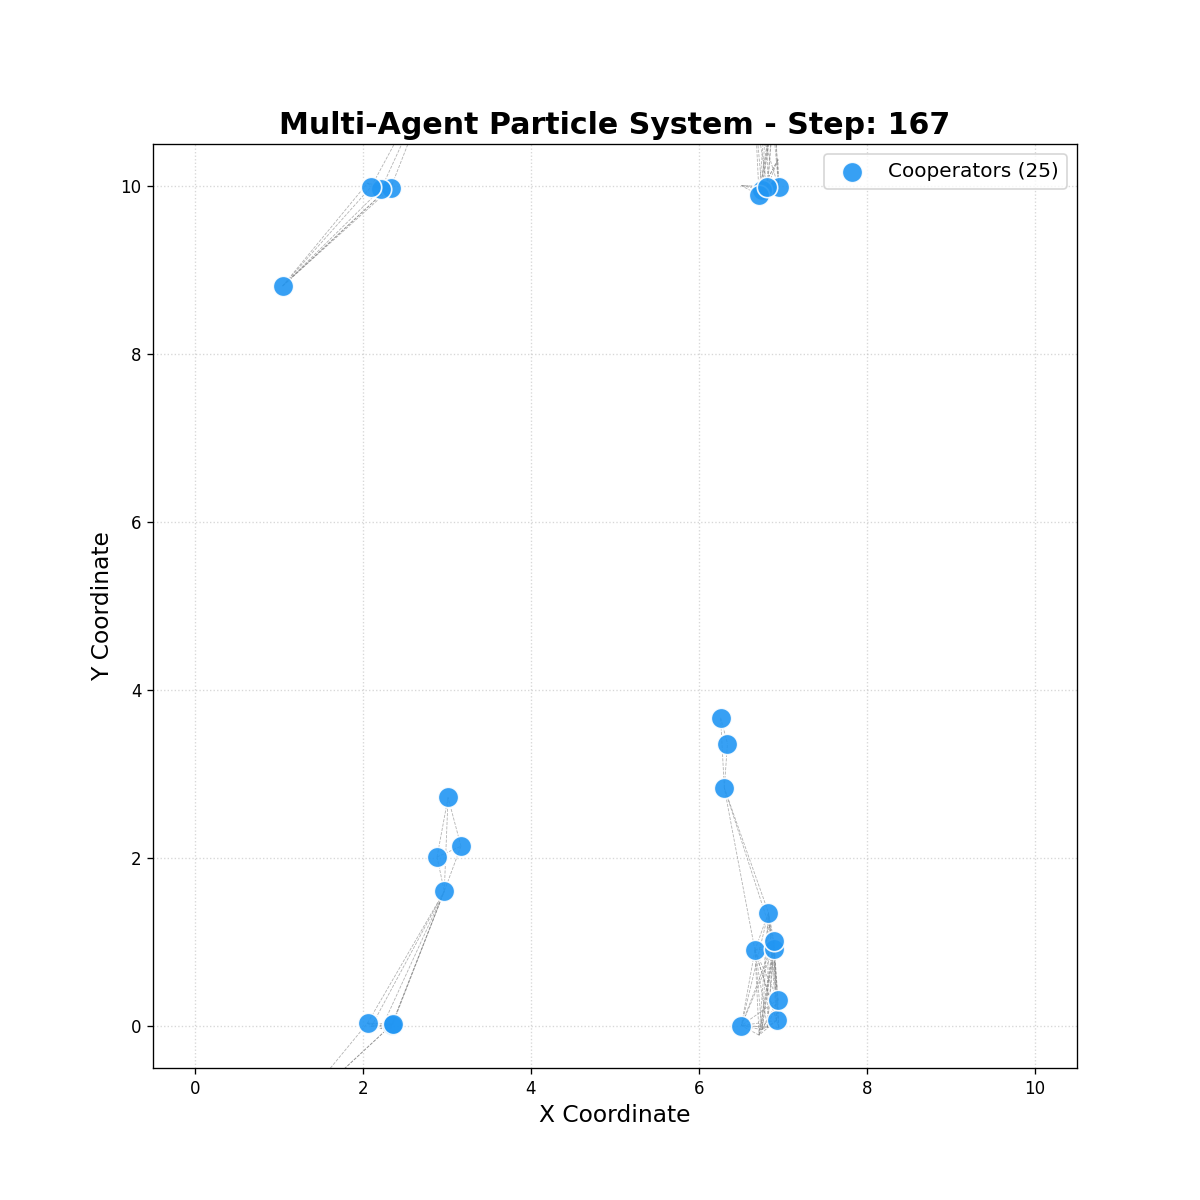 Multi-Agent Particle System - Step: 167
Cooperators (25)
10
8
6
4
2
0
Y Coordinate
0 2 4 6 8 10
X Coordinate